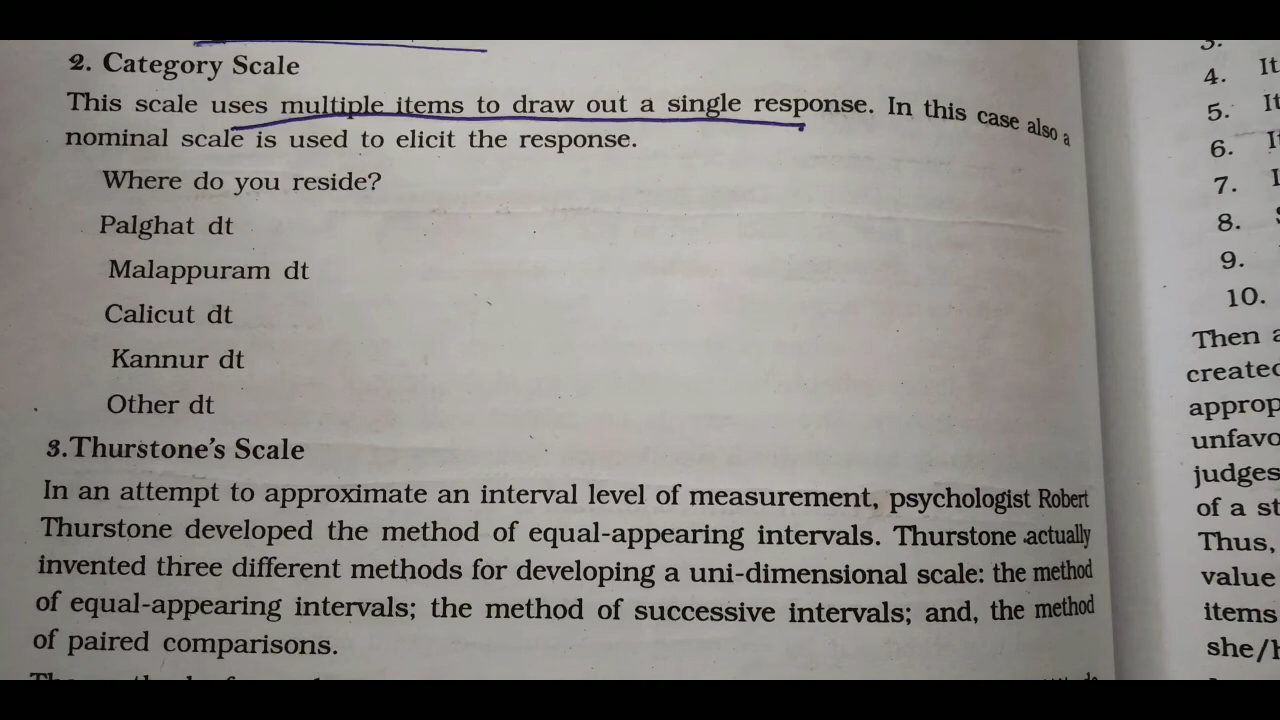 2. Category Scale
This scale uses multiple items to draw out a single response. In this case also a
nominal scale is used to elicit the response.
Where do you reside?
Palghat dt
Malappuram dt
Calicut dt
Kannur dt
Other dt
3.Thurstone's Scale
In an attempt to approximate an interval level of measurement, psychologist Robert
Thurstone developed the method of equal-appearing intervals. Thurstone actually
invented three different methods for developing a uni-dimensional scale: the method
of equal-appearing intervals; the method of successive intervals; and, the method
of paired comparisons.
3.
4. It
5. It
6.
7.
8.
9.
10.
Then
created
approp
unfavo
judges
of a st
Thus,
value
items
she/h